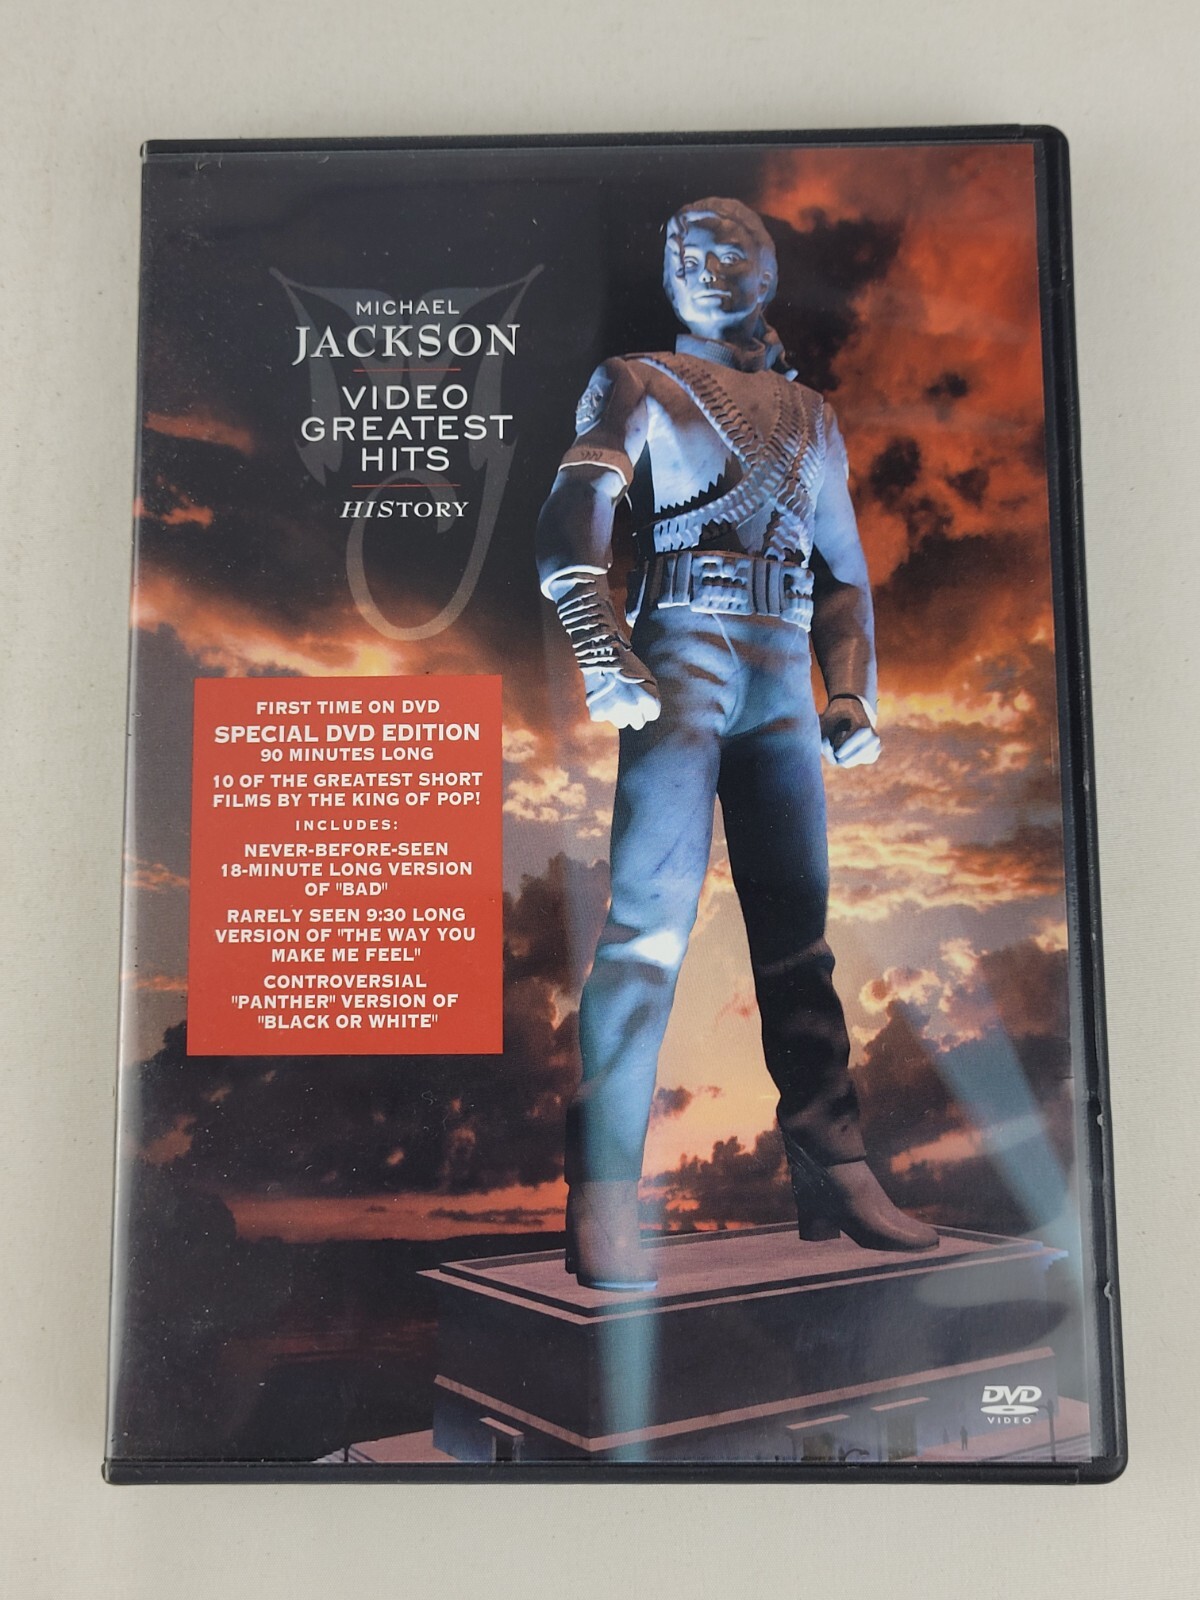 MICHAEL
JACKSON
VIDEO
GREATEST
HITS
HISTORY
FIRST TIME ON DVD
SPECIAL DVD EDITION
90 MINUTES LONG
10 OF THE GREATEST SHORT
FILMS BY THE KING OF POP!
INCLUDES:
NEVER-BEFORE-SEEN
18-MINUTE LONG VERSION
OF "BAD"
RARELY SEEN 9:30 LONG
VERSION OF "THE WAY YOU
MAKE ME FEEL"
CONTROVERSIAL
"PANTHER" VERSION OF
"BLACK OR WHITE"
DVD
VIDEO